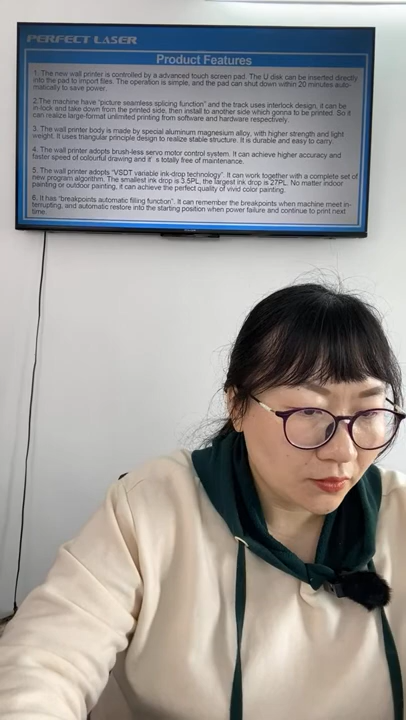 PERFECT LASER
Product Features
1. The new wall printer is controlled by a advanced touch screen pad. The U disk can be inserted directly
into the pad to import files. The operation is simple, and the pad can shut down within 20 minutes auto-
matically to save power.
2.The machine have "picture seamless splicing function" and the track uses interlock design, it can be
in-lock and take down from the printed side, then install to another side which gonna to be printed. So it
can realize large-format unlimited printing from software and hardware respectively.
3. The wall printer body is made by special aluminum magnesium alloy, with higher strength and light
weight. It uses triangular principle design to realize stable structure. It is durable and easy to carry.
4. The wall printer adopts brush-less servo motor control system. It can achieve higher accuracy and
faster speed of colourful drawing and it's totally free of maintenance.
5. The wall printer adopts "VSDT variable ink-drop technology". It can work together with a complete set of
new program algorithm. The smallest ink drop is 3.5PL, the largest ink drop is 27PL. No matter indoor
painting or outdoor painting, it can achieve the perfect quality of vivid color painting.
6. It has "breakpoints automatic filling function". It can remember the breakpoints when machine meet in-
terrupting, and automatic restore into the starting position when power failure and continue to print next
time.